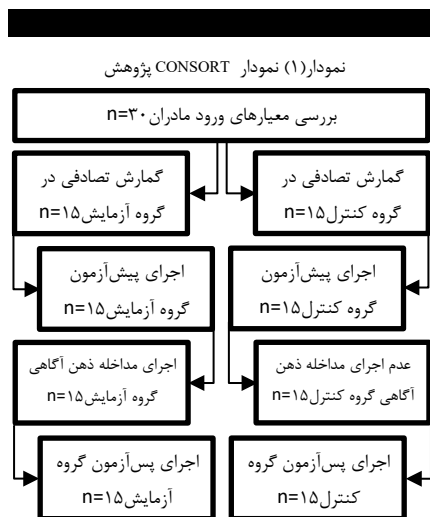 نمودار(۱) نمودار CONSORT پژوهش
بررسی معیارهای ورود مادران n=۳۰
گمارش تصادفی در
گروه کنترل n=۱۵
گمارش تصادفی در
گروه آزمایش n=۱۵
اجرای پیش‌آزمون
گروه کنترل n=۱۵
اجرای پیش‌آزمون
گروه آزمایش n=۱۵
عدم اجرای مداخله ذهن
آگاهی گروه کنترل n=۱۵
اجرای مداخله ذهن آگاهی
گروه آزمایش n=۱۵
اجرای پس‌آزمون گروه
کنترل n=۱۵
اجرای پس‌آزمون گروه
آزمایش n=۱۵